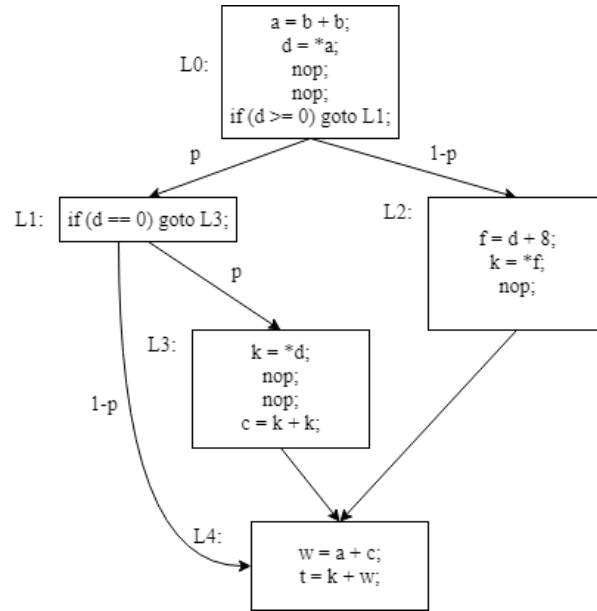 a = b + b;
d = *a;
L0:
nop;
nop;
if (d >= 0) goto L1;
p
1-p
L1:
if (d == 0) goto L3;
L2:
f = d + 8;
k = *f;
nop;
p
L3:
k = *d;
nop;
nop;
c = k + k;
1-p
L4:
w = a + c;
t = k + w;